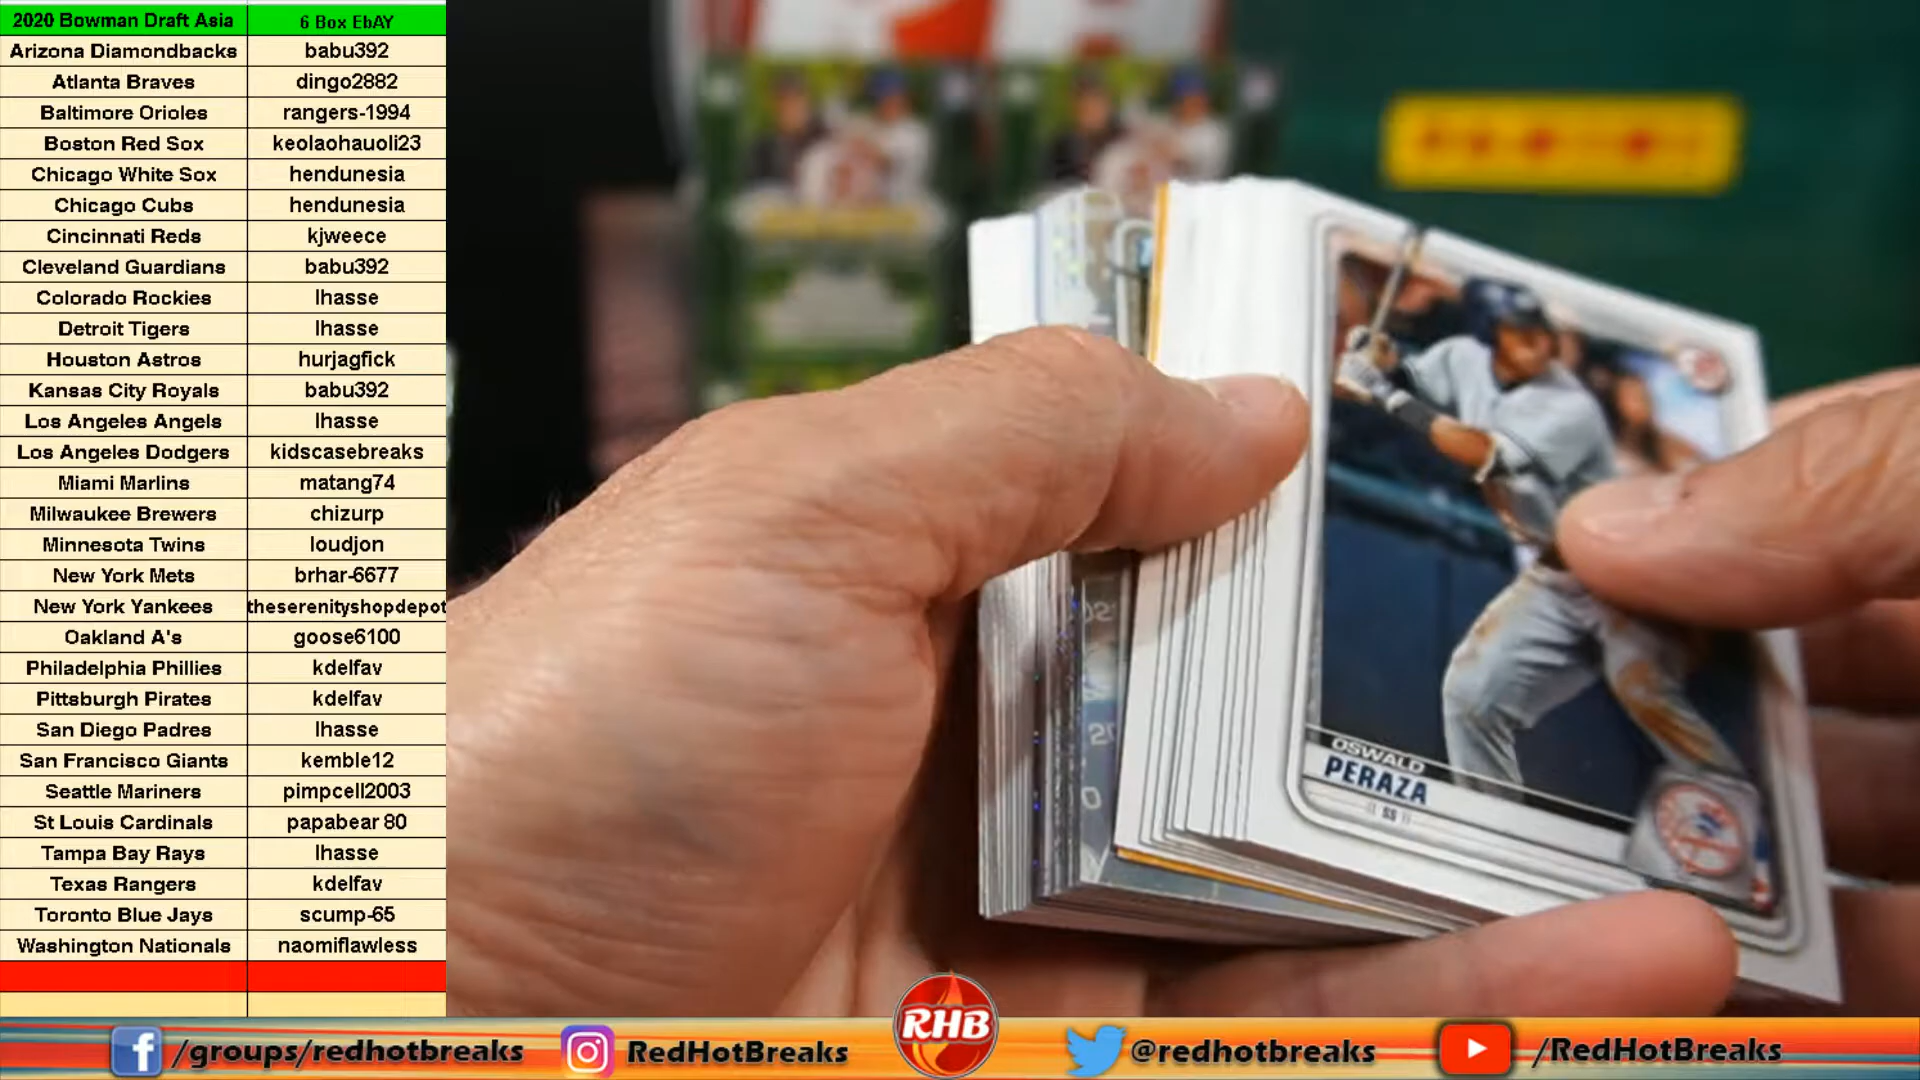 2020 Bowman Draft Asia 6 Box EbAY
Arizona Diamondbacks babu392
Atlanta Braves dingo2882
Baltimore Orioles rangers-1994
Boston Red Sox keolaohauoli23
Chicago White Sox hendunesia
Chicago Cubs hendunesia
Cincinnati Reds kjweece
Cleveland Guardians babu392
Colorado Rockies lhasse
Detroit Tigers lhasse
Houston Astros hurjagfick
Kansas City Royals babu392
Los Angeles Angels lhasse
Los Angeles Dodgers kidscasebreaks
Miami Marlins matang74
Milwaukee Brewers chizurp
Minnesota Twins loudjon
New York Mets brhar-6677
New York Yankees theserenityshopdepot
Oakland A's goose6100
Philadelphia Phillies kdelfav
Pittsburgh Pirates kdelfav
San Diego Padres lhasse
San Francisco Giants kemble12
Seattle Mariners pimpcell2003
St Louis Cardinals papabear 80
Tampa Bay Rays lhasse
Texas Rangers kdelfav
Toronto Blue Jays scump-65
Washington Nationals naomiflawless
OSWALD
PERAZA
SS
/groups/redhotbreaks RedHotBreaks RHB @redhotbreaks /RedHotBreaks